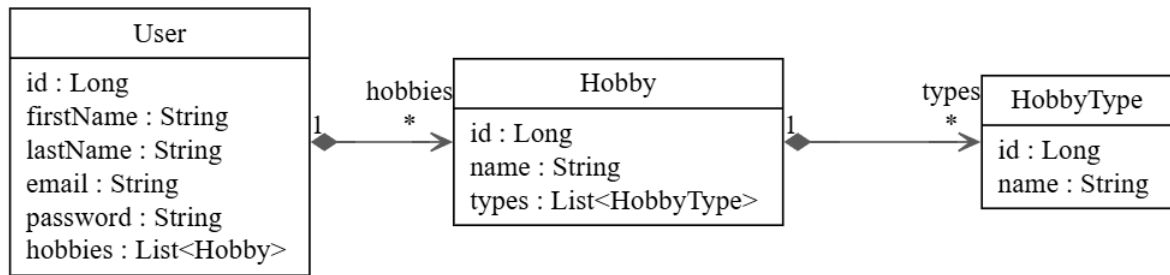 User
id : Long
firstName : String
lastName : String
email : String
password : String
hobbies : List<Hobby>
1
hobbies
*
Hobby
id : Long
name : String
types : List<HobbyType>
1
types
*
HobbyType
id : Long
name : String